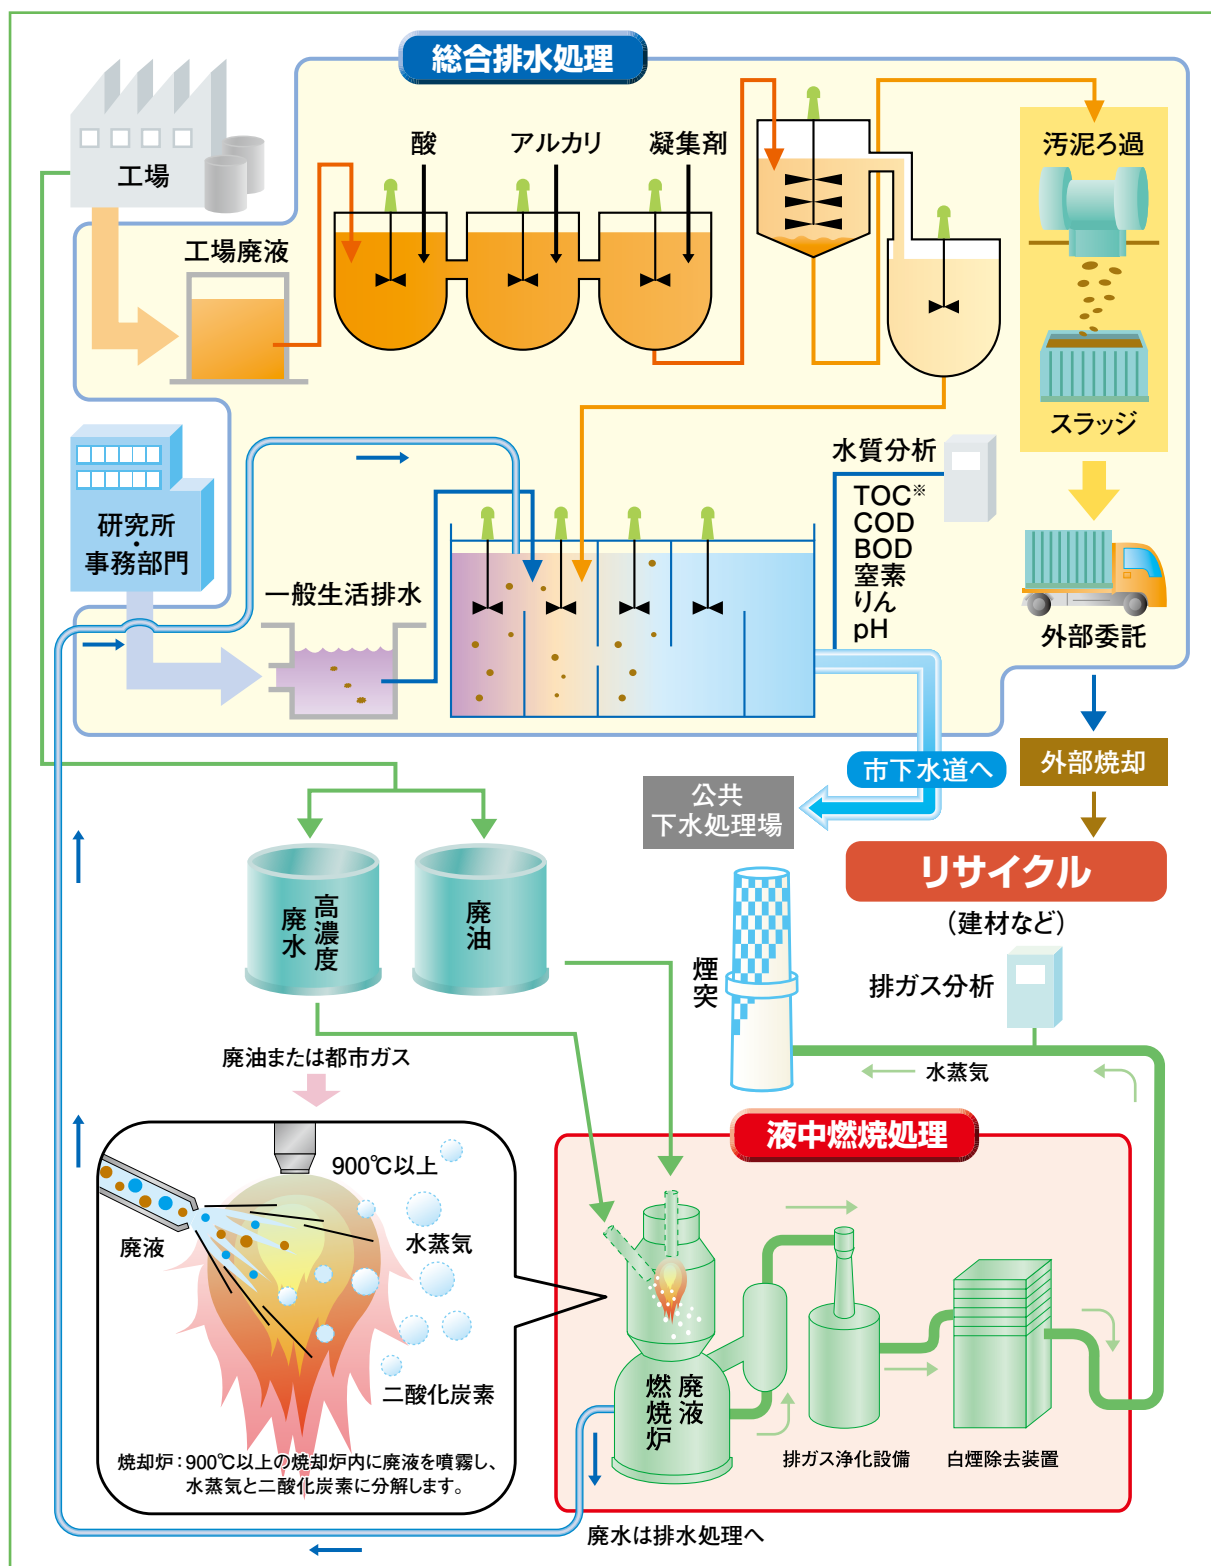 総合排水処理
工場
酸
アルカリ
凝集剤
汚泥ろ過
工場廃液
スラッジ
水質分析
TOC※
COD
BOD
窒素
りん
pH
研究所
・
事務部門
一般生活排水
外部委託
市下水道へ
外部焼却
公共
下水処理場
リサイクル
(建材など)
高濃度
廃水
廃油
煙突
排ガス分析
水蒸気
廃油または都市ガス
液中燃焼処理
900℃以上
廃液
水蒸気
二酸化炭素
焼却炉:900℃以上の焼却炉内に廃液を噴霧し、
水蒸気と二酸化炭素に分解します。
廃液
燃焼炉
排ガス浄化設備
白煙除去装置
廃水は排水処理へ